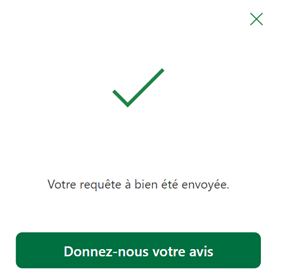 Votre requête à bien été envoyée.
Donnez-nous votre avis